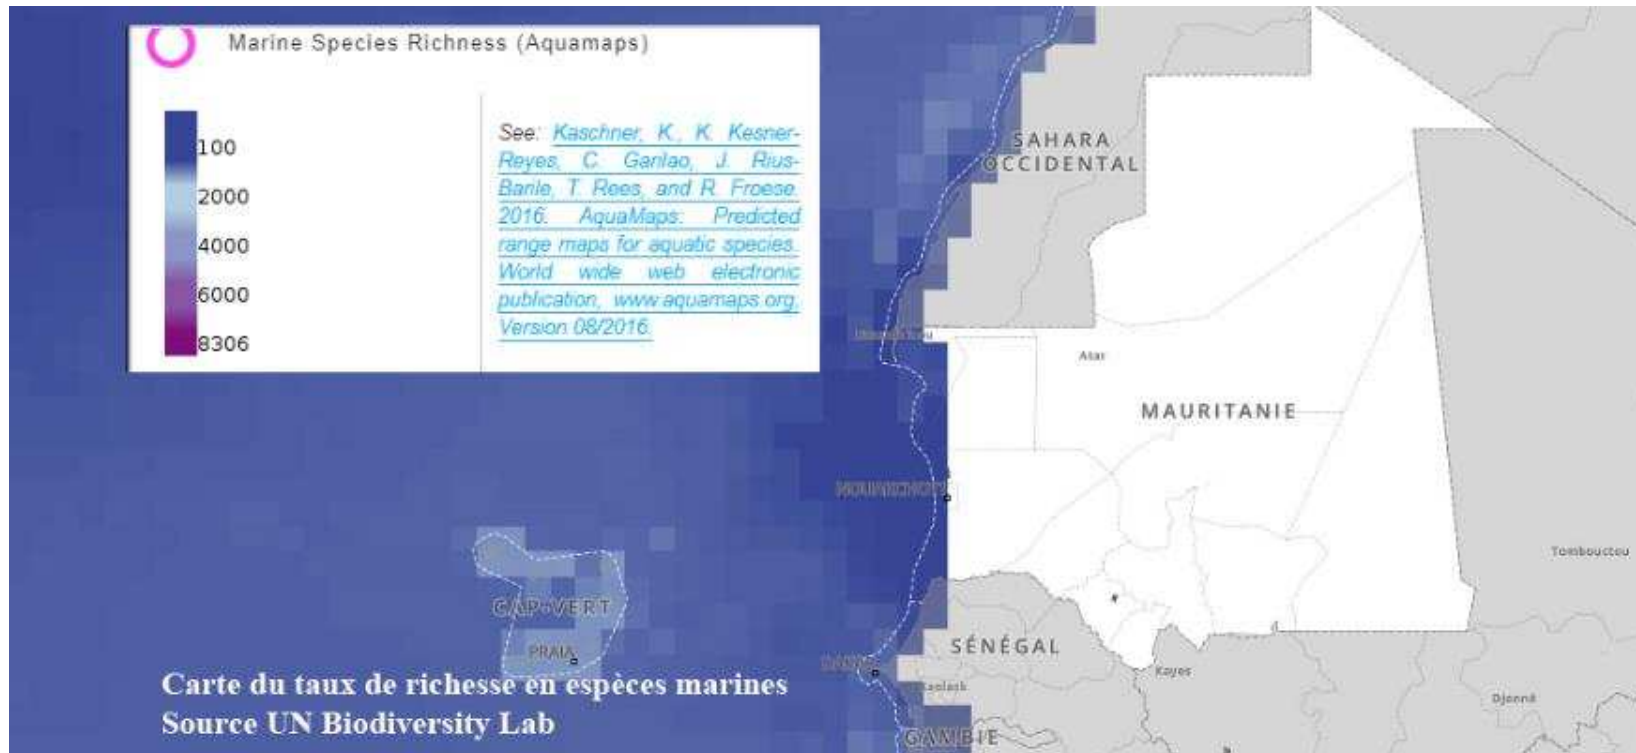 Marine Species Richness (Aquamaps)
100
2000
4000
6000
8306
See: Kaschner, K., K. Kesner-
Reyes, C. Garilao, J. Rius-
Barile, T. Rees, and R. Froese.
2016. AquaMaps: Predicted
range maps for aquatic species.
World wide web electronic
publication, www.aquamaps.org,
Version 08/2016.
SAHARA
OCCIDENTAL
Atar
MAURITANIE
NOUAKCHOTT
Tombouctou
CAP-VERT
PRAIA
SÉNÉGAL
DAKAR
Kaolack
Kayes
Djenné
GAMBIE
Carte du taux de richesse en espèces marines
Source UN Biodiversity Lab